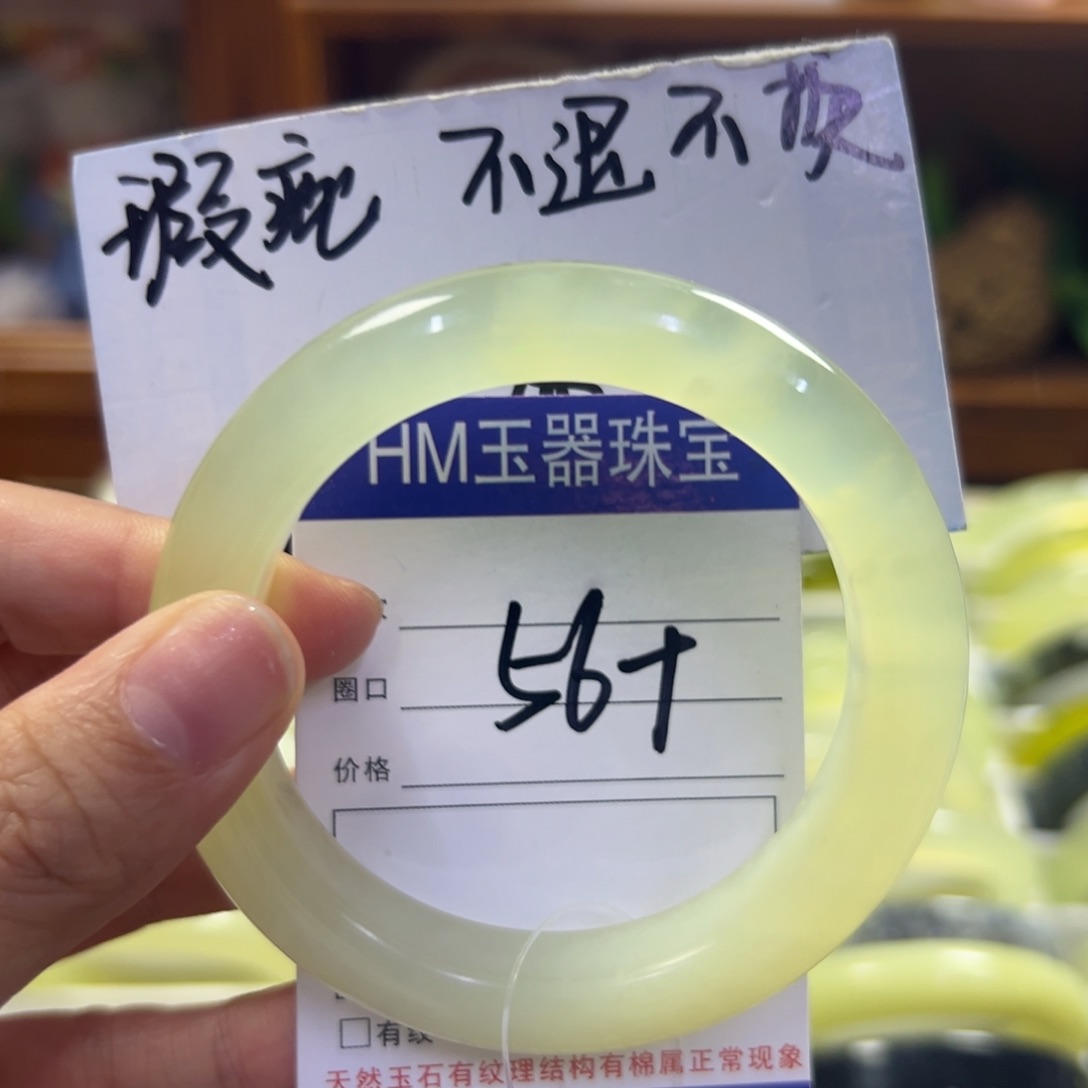 瑕疵 不退不换
HM玉器珠宝
56+
圈口
价格
□有纹
天然玉石有纹理结构有棉属正常现象